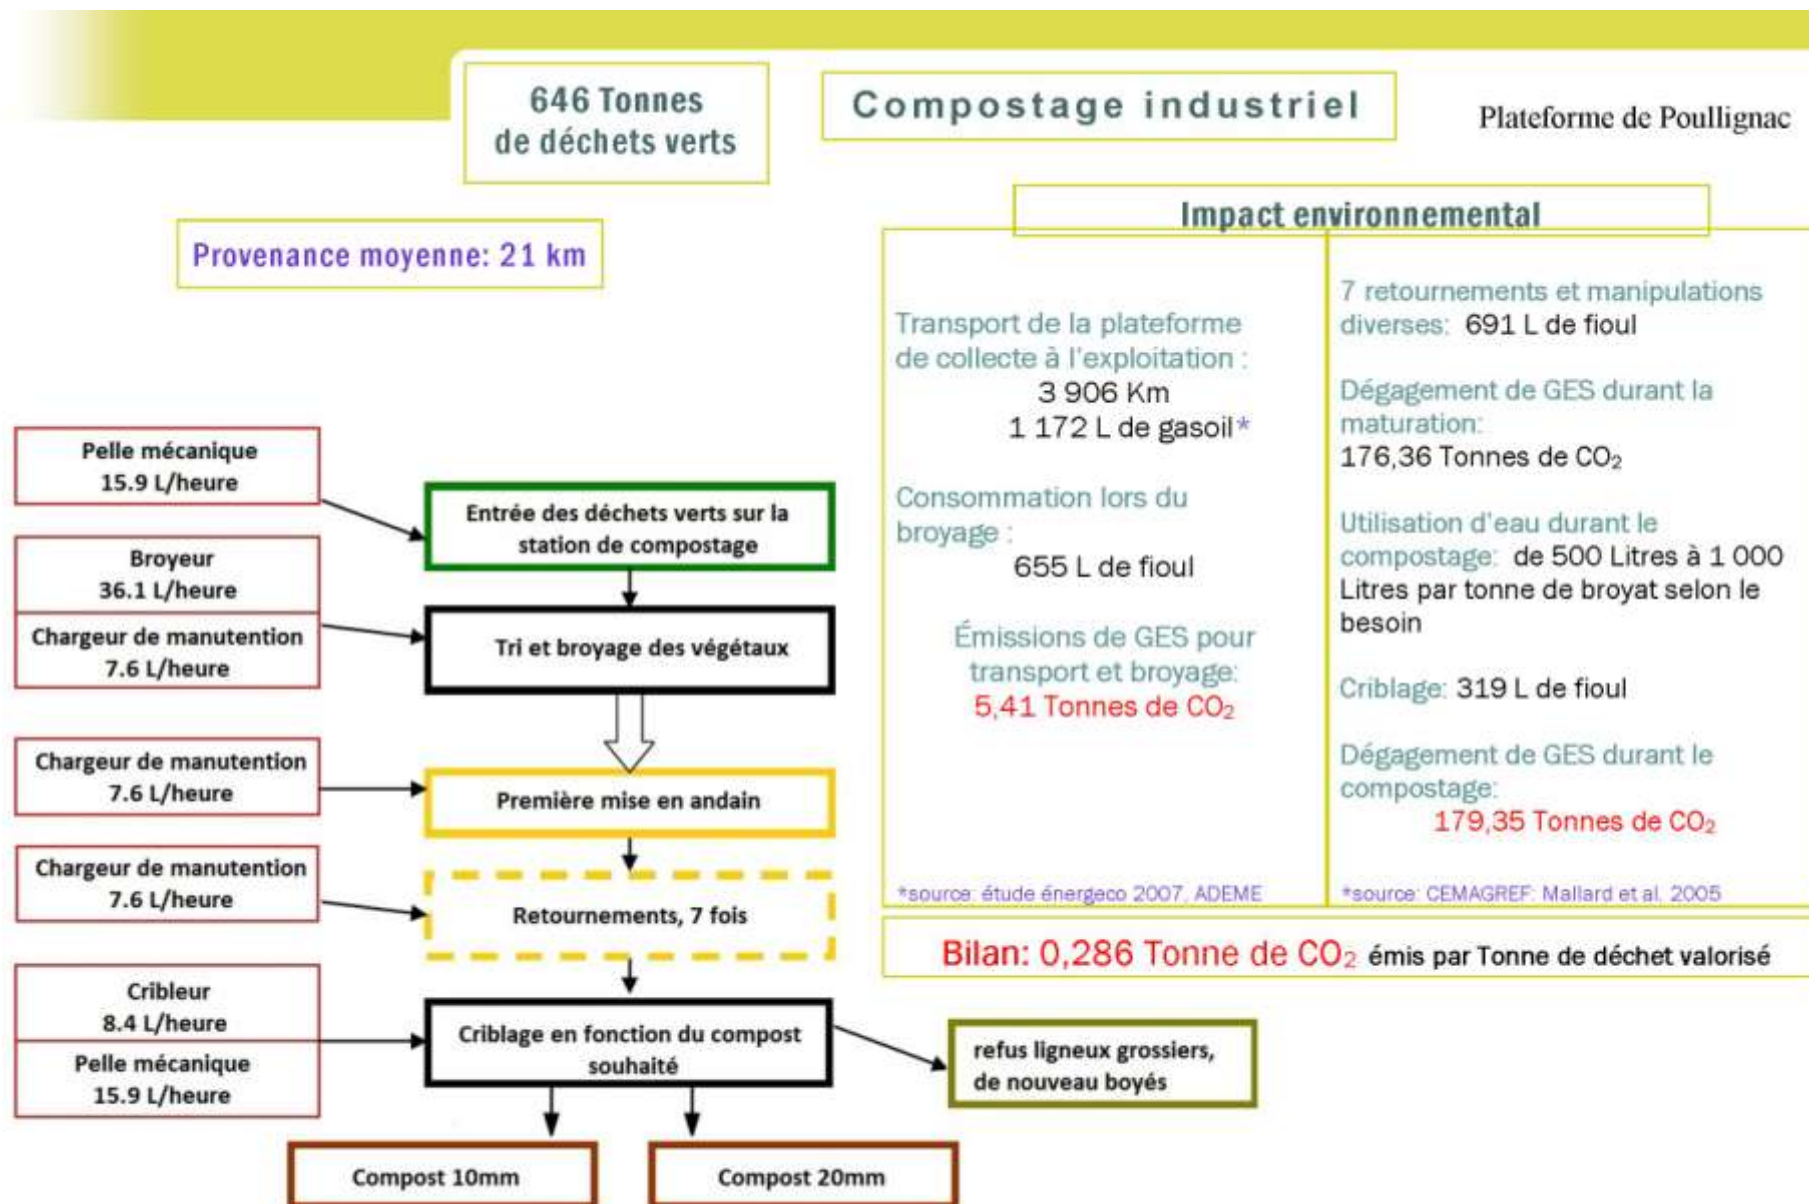 646 Tonnes
de déchets verts
Compostage industriel
Plateforme de Poullignac
Provenance moyenne: 21 km
Pelle mécanique
15.9 L/heure
Broyeur
36.1 L/heure
Chargeur de manutention
7.6 L/heure
Chargeur de manutention
7.6 L/heure
Chargeur de manutention
7.6 L/heure
Cribleur
8.4 L/heure
Pelle mécanique
15.9 L/heure
Entrée des déchets verts sur la
station de compostage
Tri et broyage des végétaux
Première mise en andain
Retournements, 7 fois
Criblage en fonction du compost
souhaité
refus ligneux grossiers,
de nouveau boyés
Compost 10mm
Compost 20mm
Impact environnemental
Transport de la plateforme
de collecte à l'exploitation :
3 906 Km
1 172 L de gasoil*
Consommation lors du
broyage :
655 L de fioul
Émissions de GES pour
transport et broyage:
5,41 Tonnes de CO₂
*source: étude énergeco 2007, ADEME
7 retournements et manipulations
diverses: 691 L de fioul
Dégagement de GES durant la
maturation:
176,36 Tonnes de CO₂
Utilisation d'eau durant le
compostage: de 500 Litres à 1 000
Litres par tonne de broyat selon le
besoin
Criblage: 319 L de fioul
Dégagement de GES durant le
compostage:
179,35 Tonnes de CO₂
*source: CEMAGREF: Mallard et al, 2005
Bilan: 0,286 Tonne de CO₂ émis par Tonne de déchet valorisé